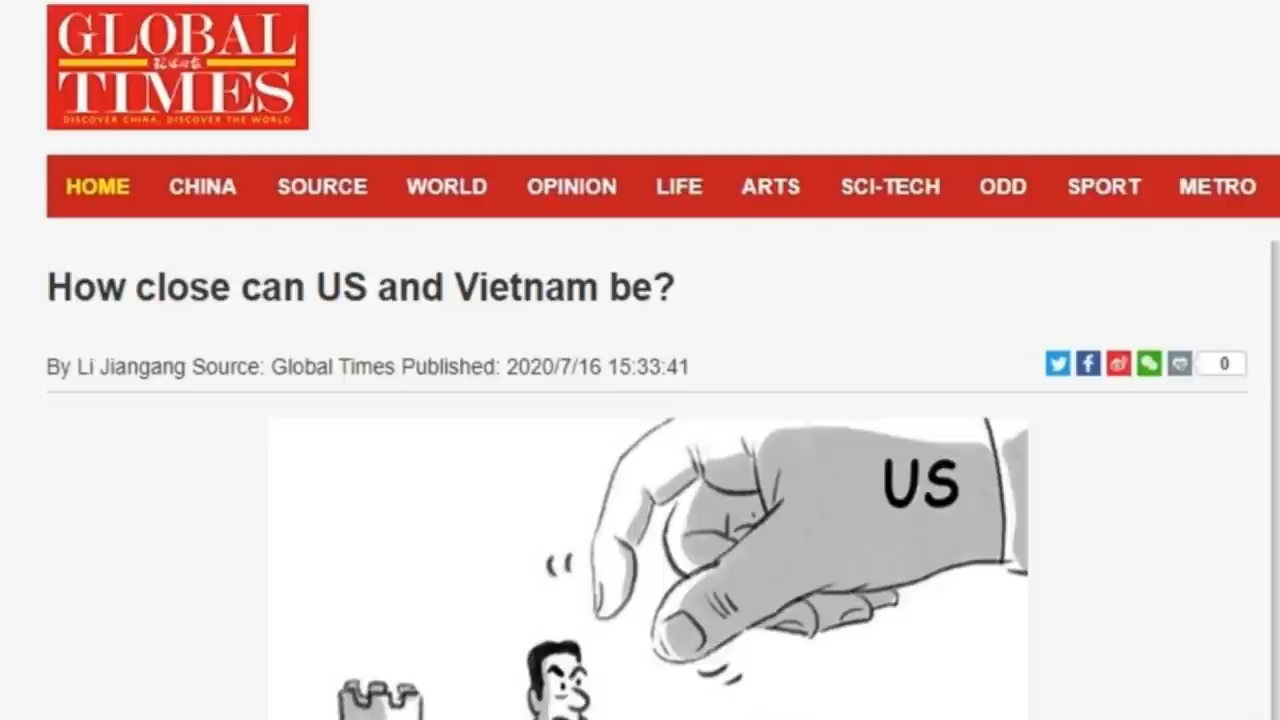 GLOBAL
TIMES
DISCOVER CHINA, DISCOVER THE WORLD
HOME CHINA SOURCE WORLD OPINION LIFE ARTS SCI-TECH ODD SPORT METRO
How close can US and Vietnam be?
By Li Jiangang Source: Global Times Published: 2020/7/16 15:33:41
0
US